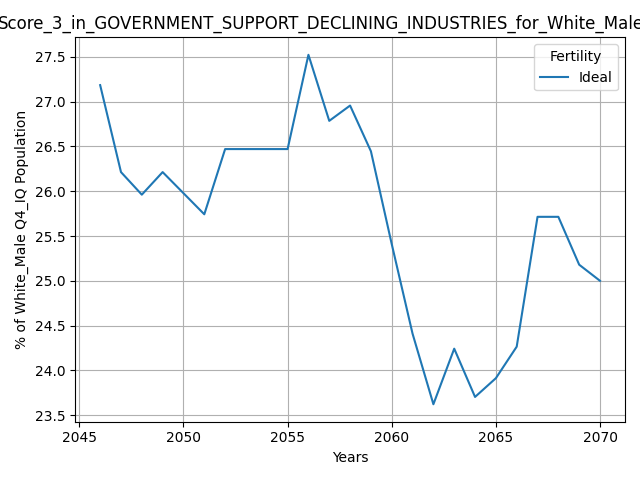 Score_3_in_GOVERNMENT_SUPPORT_DECLINING_INDUSTRIES_for_White_Male
Fertility
Ideal
% of White_Male Q4_IQ Population
27.5
27.0
26.5
26.0
25.5
25.0
24.5
24.0
23.5
2045 2050 2055 2060 2065 2070
Years